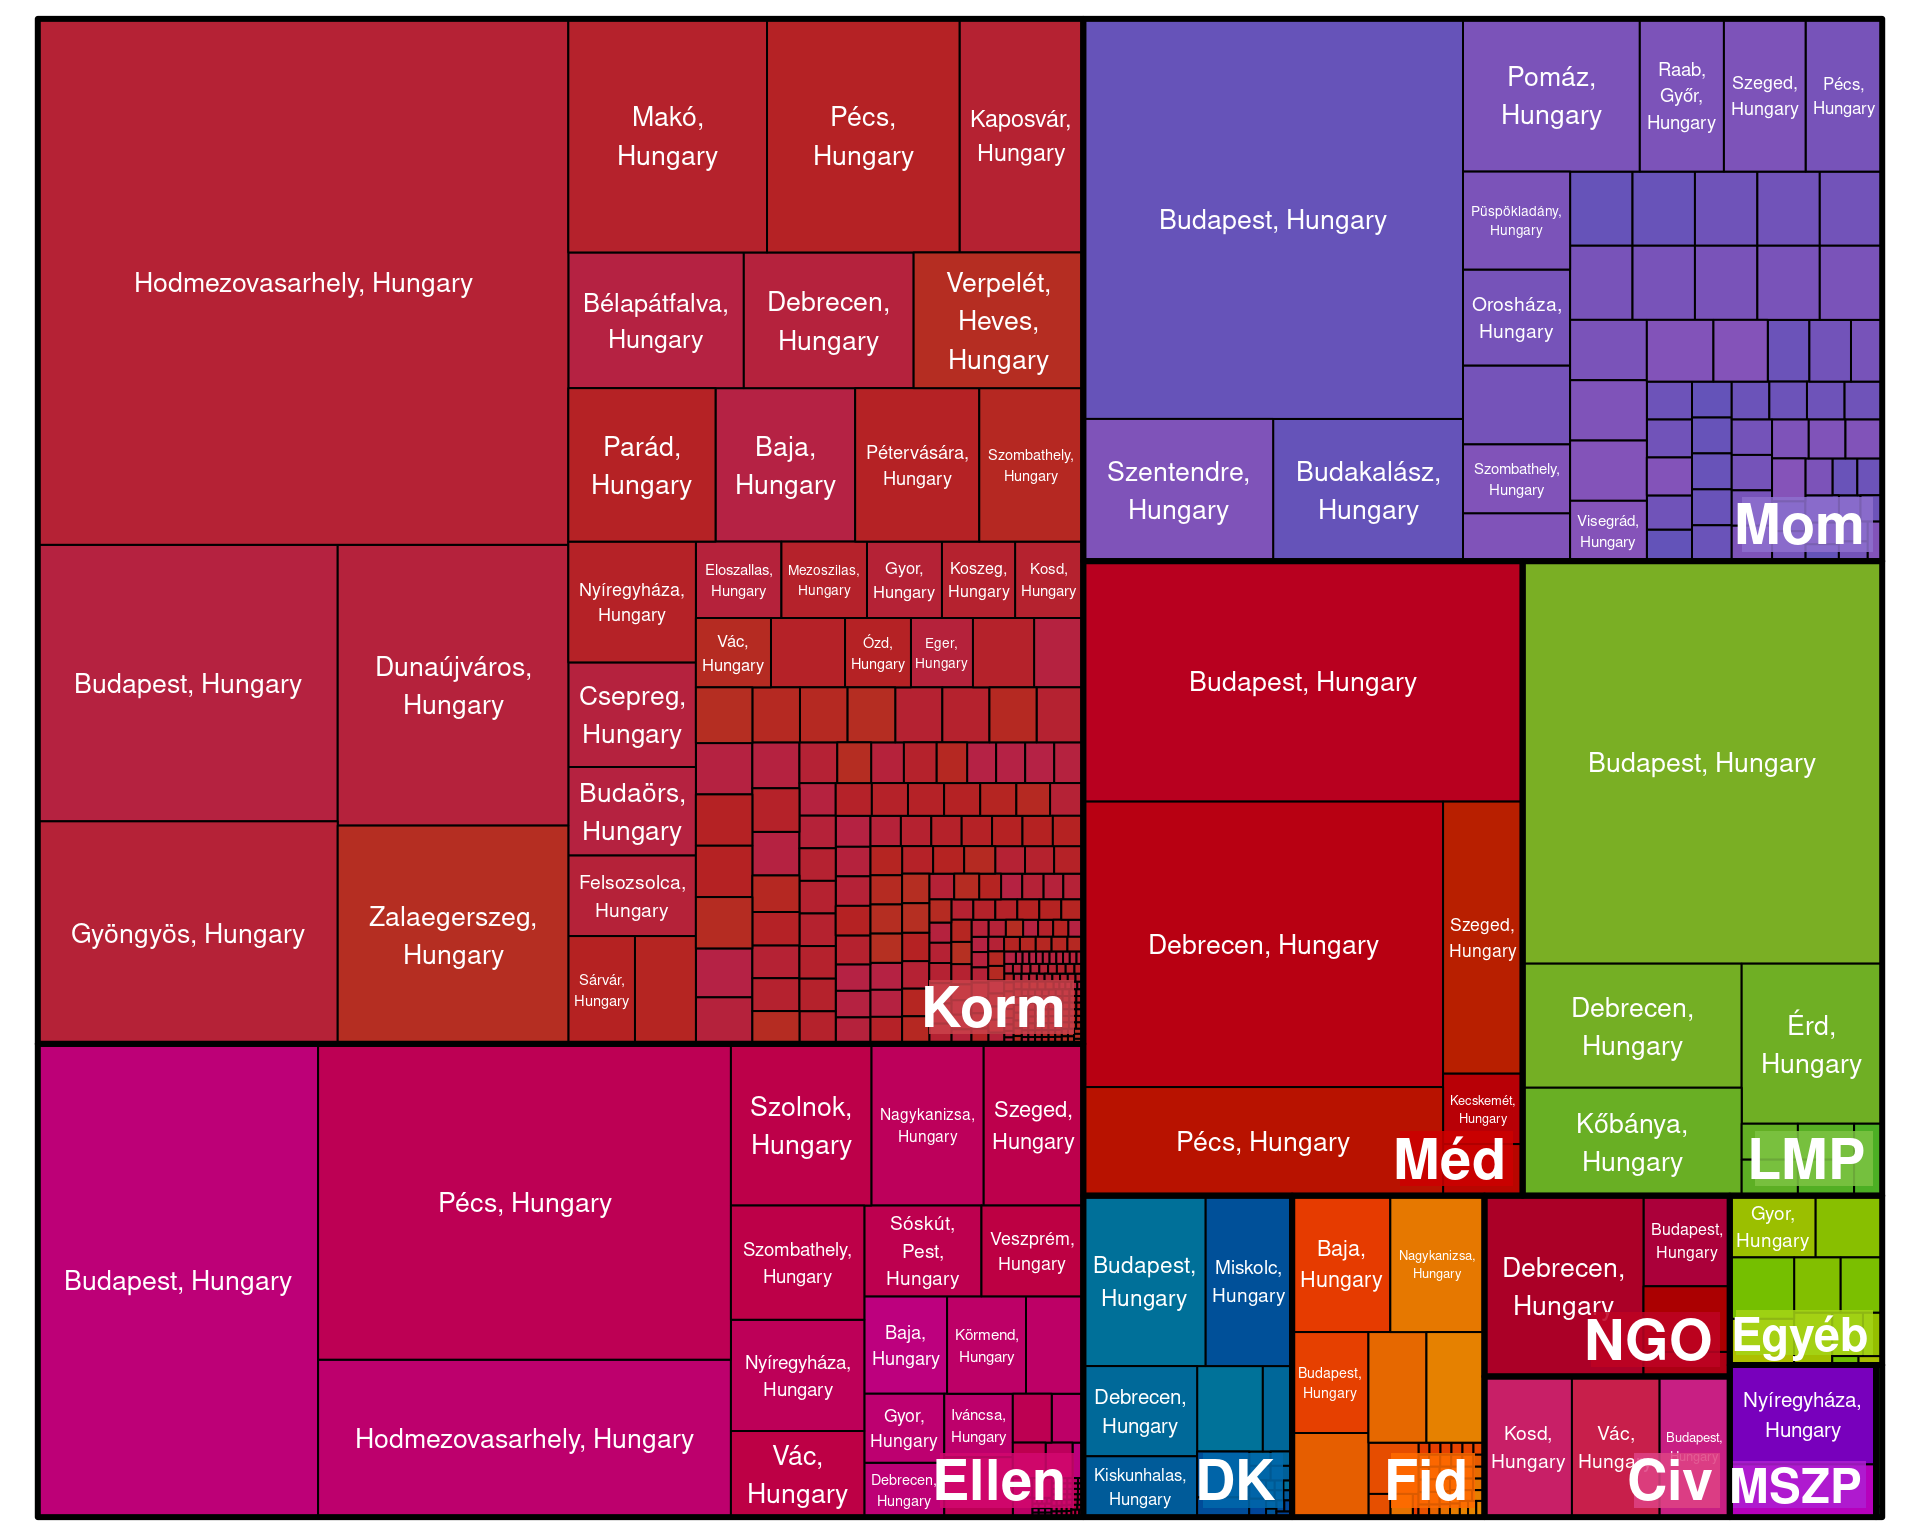 Hodmezovasarhely, Hungary
Makó,
Hungary
Pécs,
Hungary
Kaposvár,
Hungary
Bélapátfalva,
Hungary
Debrecen,
Hungary
Verpelét,
Heves,
Hungary
Parád,
Hungary
Baja,
Hungary
Pétervására,
Hungary
Szombathely,
Hungary
Budapest, Hungary
Dunaújváros,
Hungary
Gyöngyös, Hungary
Zalaegerszeg,
Hungary
Nyíregyháza,
Hungary
Eloszallas,
Hungary
Mezoszilas,
Hungary
Gyor,
Hungary
Koszeg,
Hungary
Kosd,
Hungary
Vác,
Hungary
Ózd,
Hungary
Eger,
Hungary
Csepreg,
Hungary
Budaörs,
Hungary
Felsozsolca,
Hungary
Sárvár,
Hungary
Korm
Budapest, Hungary
Pomáz,
Hungary
Raab,
Győr,
Hungary
Szeged,
Hungary
Pécs,
Hungary
Püspökladány,
Hungary
Orosháza,
Hungary
Szentendre,
Hungary
Budakalász,
Hungary
Szombathely,
Hungary
Visegrád,
Hungary
Mom
Budapest, Hungary
Debrecen, Hungary
Szeged,
Hungary
Pécs, Hungary
Kecskemét,
Hungary
Méd
Budapest, Hungary
Debrecen,
Hungary
Érd,
Hungary
Kőbánya,
Hungary
LMP
Budapest, Hungary
Pécs, Hungary
Hodmezovasarhely, Hungary
Szolnok,
Hungary
Nagykanizsa,
Hungary
Szeged,
Hungary
Szombathely,
Hungary
Sóskút,
Pest,
Hungary
Veszprém,
Hungary
Nyíregyháza,
Hungary
Baja,
Hungary
Körmend,
Hungary
Vác,
Hungary
Gyor,
Hungary
Iváncsa,
Hungary
Debrecen,
Hungary
Ellen
Budapest,
Hungary
Miskolc,
Hungary
Debrecen,
Hungary
Kiskunhalas,
Hungary
DK
Baja,
Hungary
Nagykanizsa,
Hungary
Budapest,
Hungary
Fid
Debrecen,
Hungary
Budapest,
Hungary
NGO
Kosd,
Hungary
Vác,
Hungary
Budapest,
Hungary
Civ
Gyor,
Hungary
Egyéb
Nyíregyháza,
Hungary
MSZP